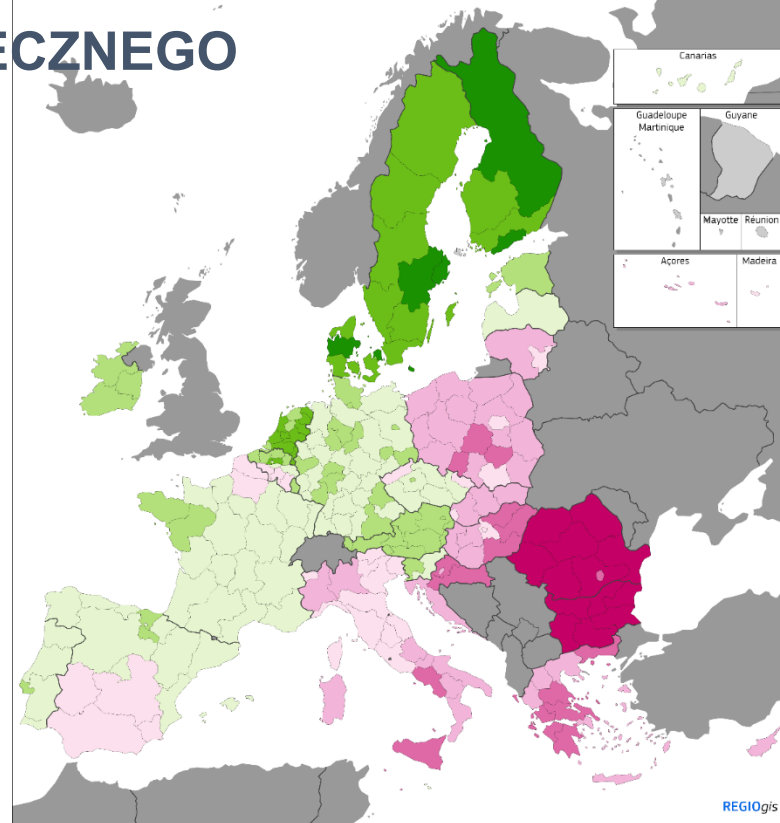 ECZNEGO
Canarias
Guadeloupe
Martinique
Guyane
Mayotte
Réunion
Açores
Madeira
REGIOgis